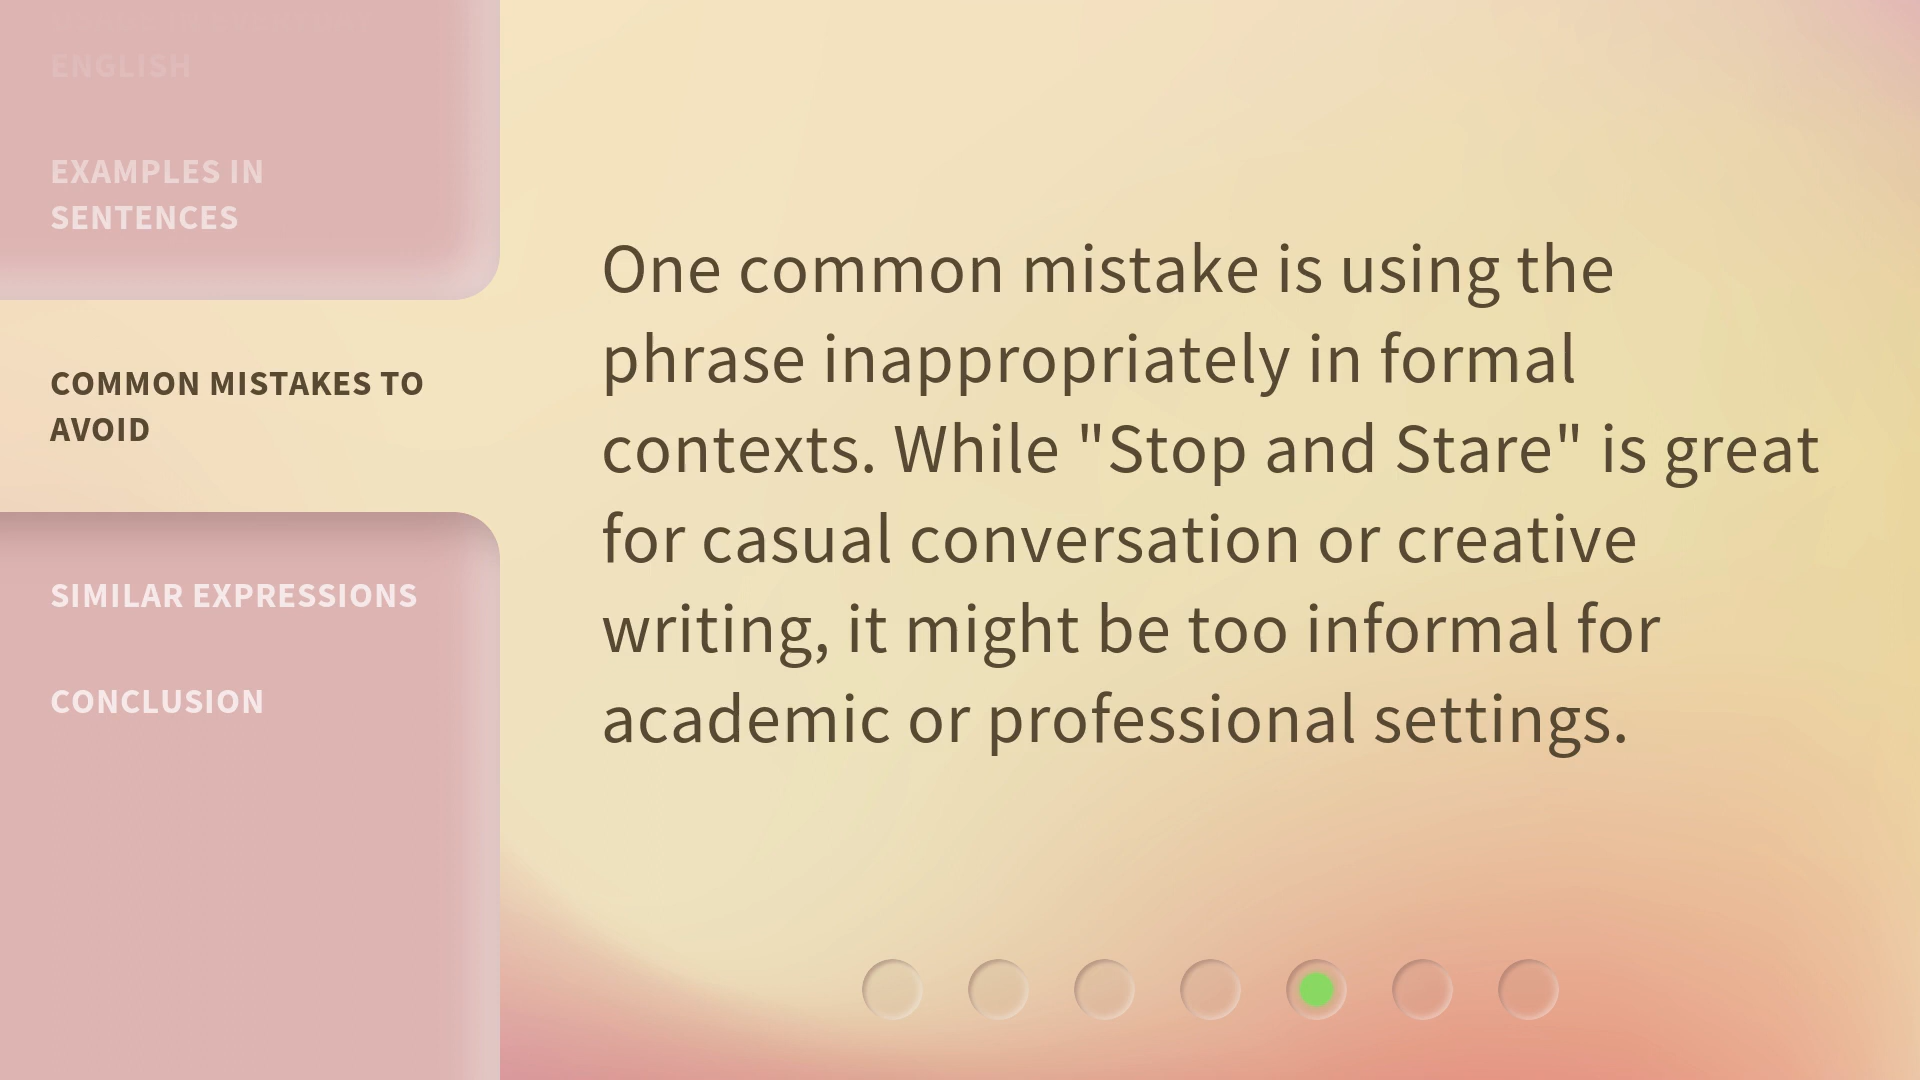 ENGLISH
EXAMPLES IN
SENTENCES
COMMON MISTAKES TO
AVOID
SIMILAR EXPRESSIONS
CONCLUSION
One common mistake is using the
phrase inappropriately in formal
contexts. While "Stop and Stare" is great
for casual conversation or creative
writing, it might be too informal for
academic or professional settings.